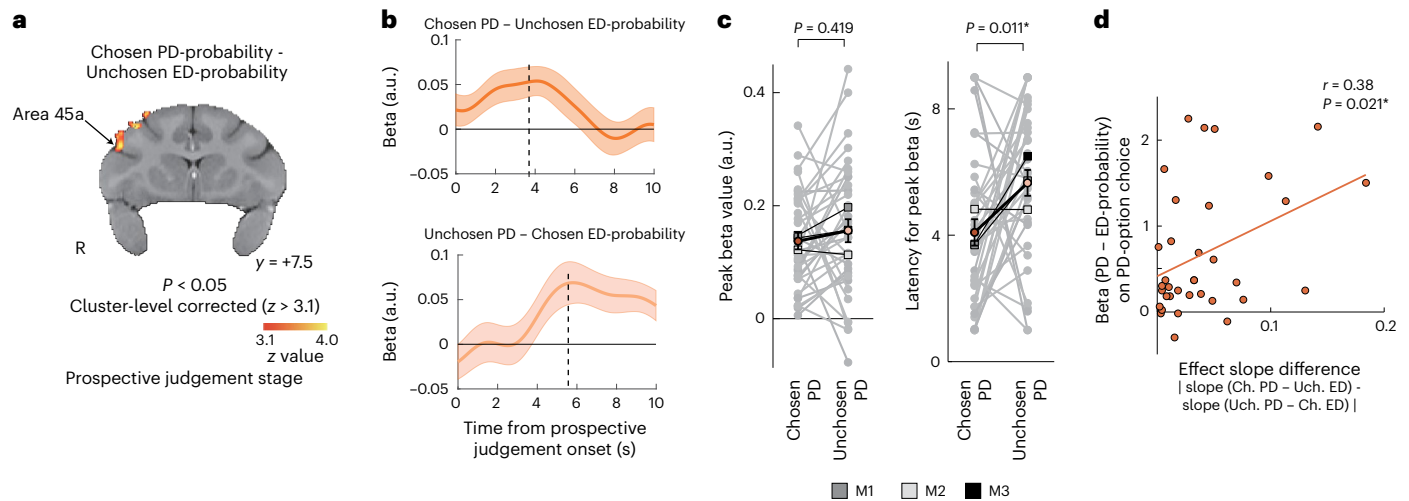 a
Chosen PD-probability -
Unchosen ED-probability
Area 45a
R
y = +7.5
P < 0.05
Cluster-level corrected (z > 3.1)
3.1 4.0
z value
Prospective judgement stage
b
Chosen PD – Unchosen ED-probability
Beta (a.u.)
0.1
0.05
0
–0.05
0 2 4 6 8 10
Unchosen PD – Chosen ED-probability
Beta (a.u.)
0.1
0.05
0
–0.05
0 2 4 6 8 10
Time from prospective
judgement onset (s)
c
P = 0.419
Peak beta value (a.u.)
0.4
0.2
0
Chosen
PD
Unchosen
PD
P = 0.011*
Latency for peak beta (s)
8
4
0
Chosen
PD
Unchosen
PD
M1 M2 M3
d
r = 0.38
P = 0.021*
Beta (PD – ED-probability)
on PD-option choice
2
1
0
0.1 0.2
Effect slope difference
| slope (Ch. PD – Uch. ED) -
slope (Uch. PD – Ch. ED) |